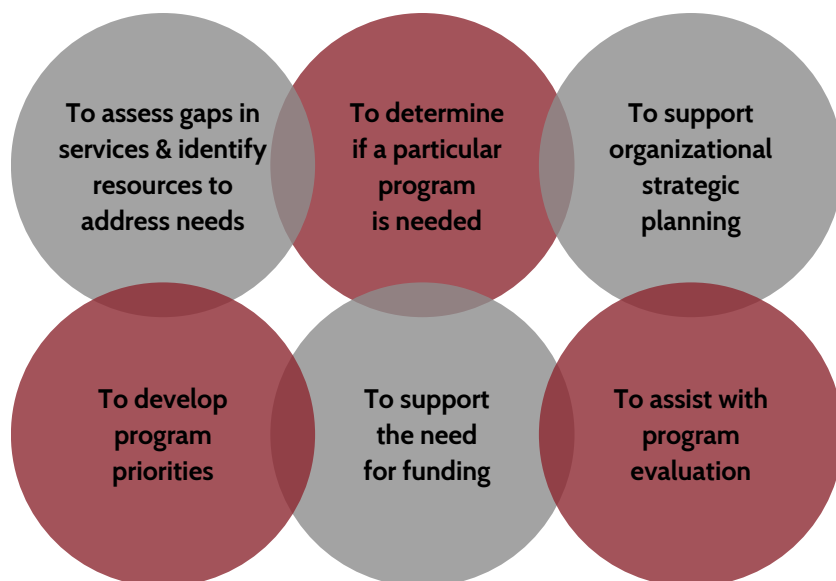 To assess gaps in
services & identify
resources to
address needs
To determine
if a particular
program
is needed
To support
organizational
strategic
planning
To develop
program
priorities
To support
the need
for funding
To assist with
program
evaluation